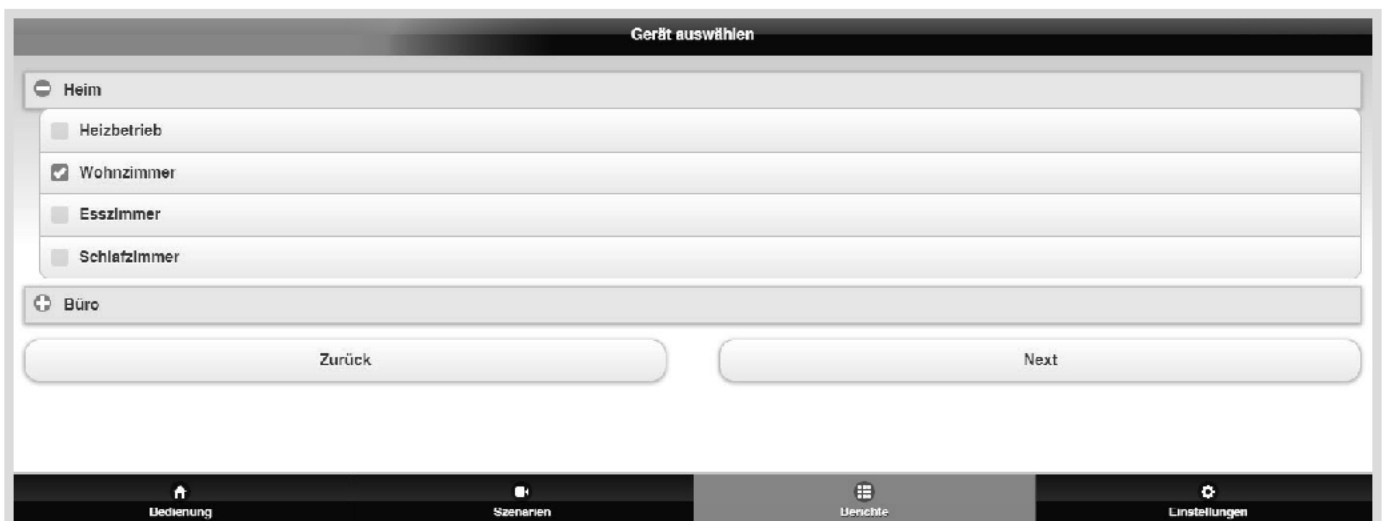 Gerät auswählen
Heim
Heizbetrieb
Wohnzimmer
Esszimmer
Schlafzimmer
Büro
Zurück Next
Bedienung Szenarien Berichte Einstellungen